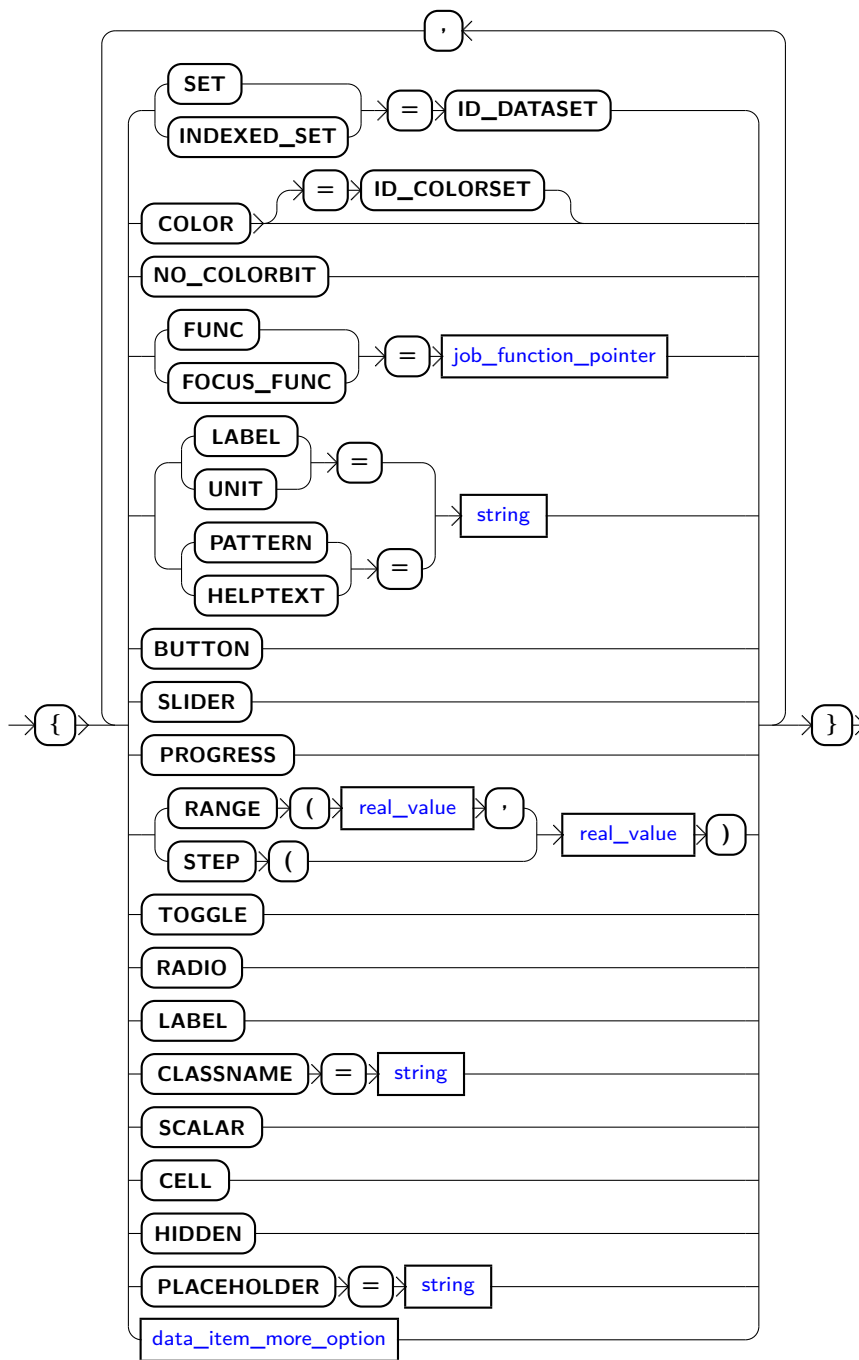 ,
SET
= ID_DATASET
INDEXED_SET
= ID_COLORSET
COLOR
NO_COLORBIT
FUNC
= job_function_pointer
FOCUS_FUNC
LABEL
=
UNIT
string
PATTERN
=
HELPTEXT
BUTTON
SLIDER
{ }
PROGRESS
RANGE ( real_value ,
real_value )
STEP (
TOGGLE
RADIO
LABEL
CLASSNAME = string
SCALAR
CELL
HIDDEN
PLACEHOLDER = string
data_item_more_option